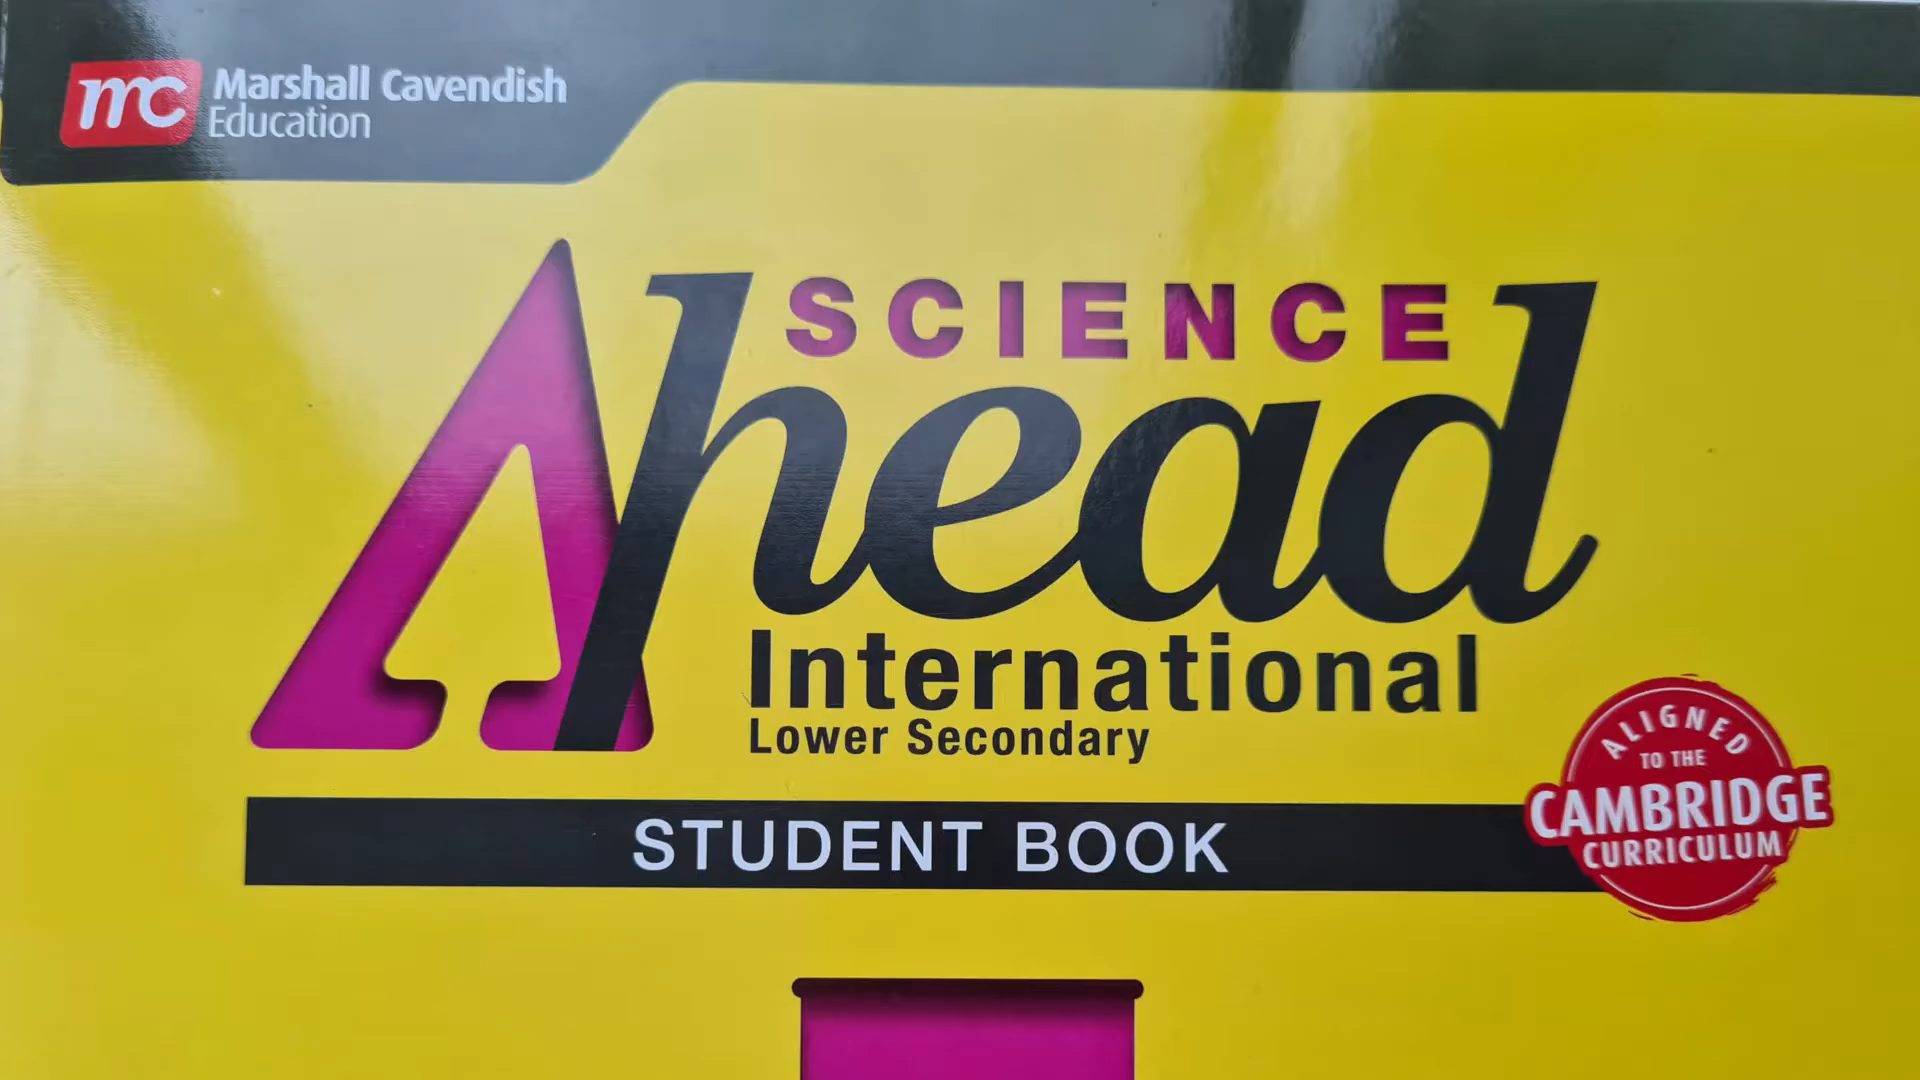 mc Marshall Cavendish
Education
SCIENCE
Ahead
International
Lower Secondary
STUDENT BOOK
ALIGNED
TO THE
CAMBRIDGE
CURRICULUM